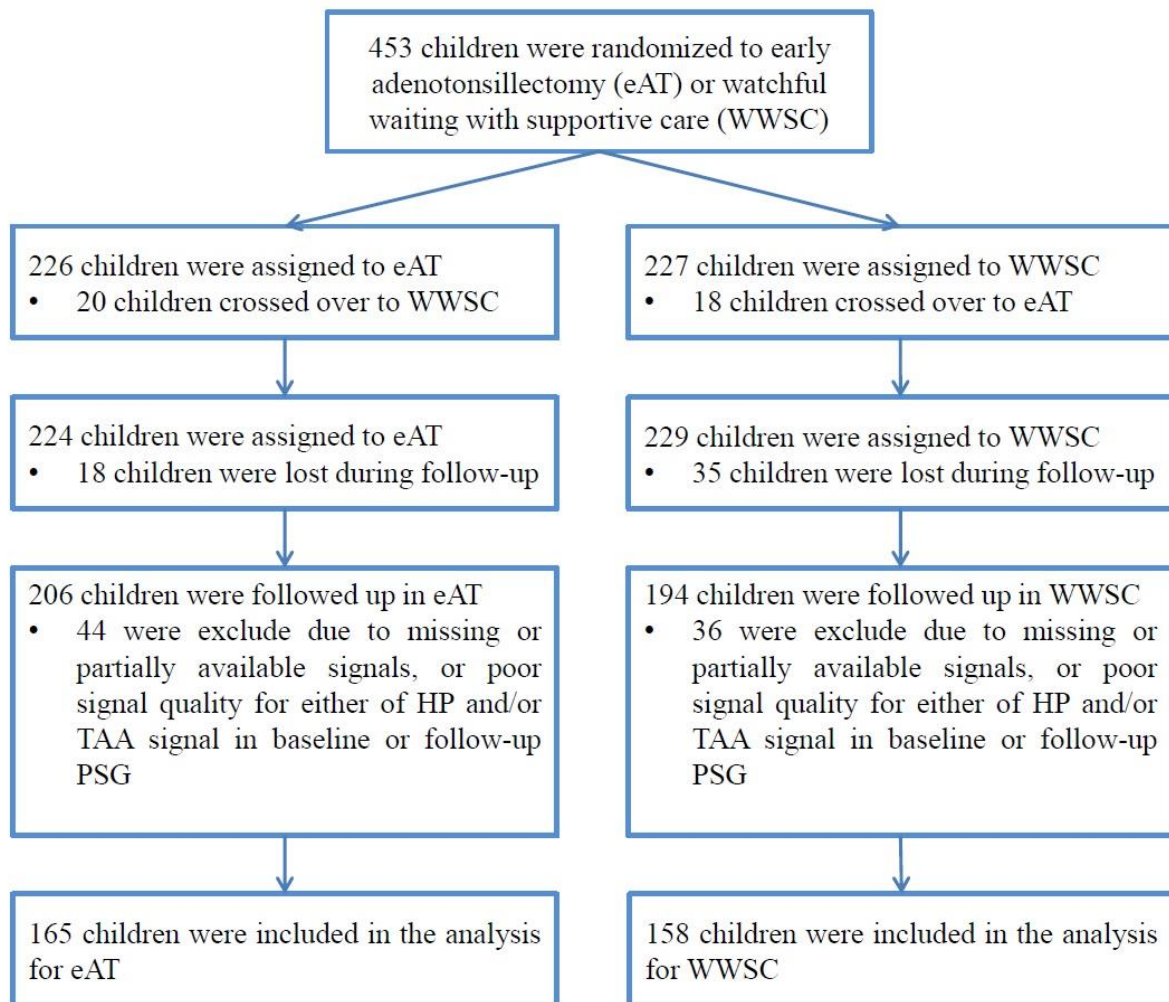 453 children were randomized to early
adenotonsillectomy (eAT) or watchful
waiting with supportive care (WWSC)
226 children were assigned to eAT
• 20 children crossed over to WWSC
227 children were assigned to WWSC
• 18 children crossed over to eAT
224 children were assigned to eAT
• 18 children were lost during follow-up
229 children were assigned to WWSC
• 35 children were lost during follow-up
206 children were followed up in eAT
• 44 were exclude due to missing or
partially available signals, or poor
signal quality for either of HP and/or
TAA signal in baseline or follow-up
PSG
194 children were followed up in WWSC
• 36 were exclude due to missing or
partially available signals, or poor
signal quality for either of HP and/or
TAA signal in baseline or follow-up
PSG
165 children were included in the analysis
for eAT
158 children were included in the analysis
for WWSC